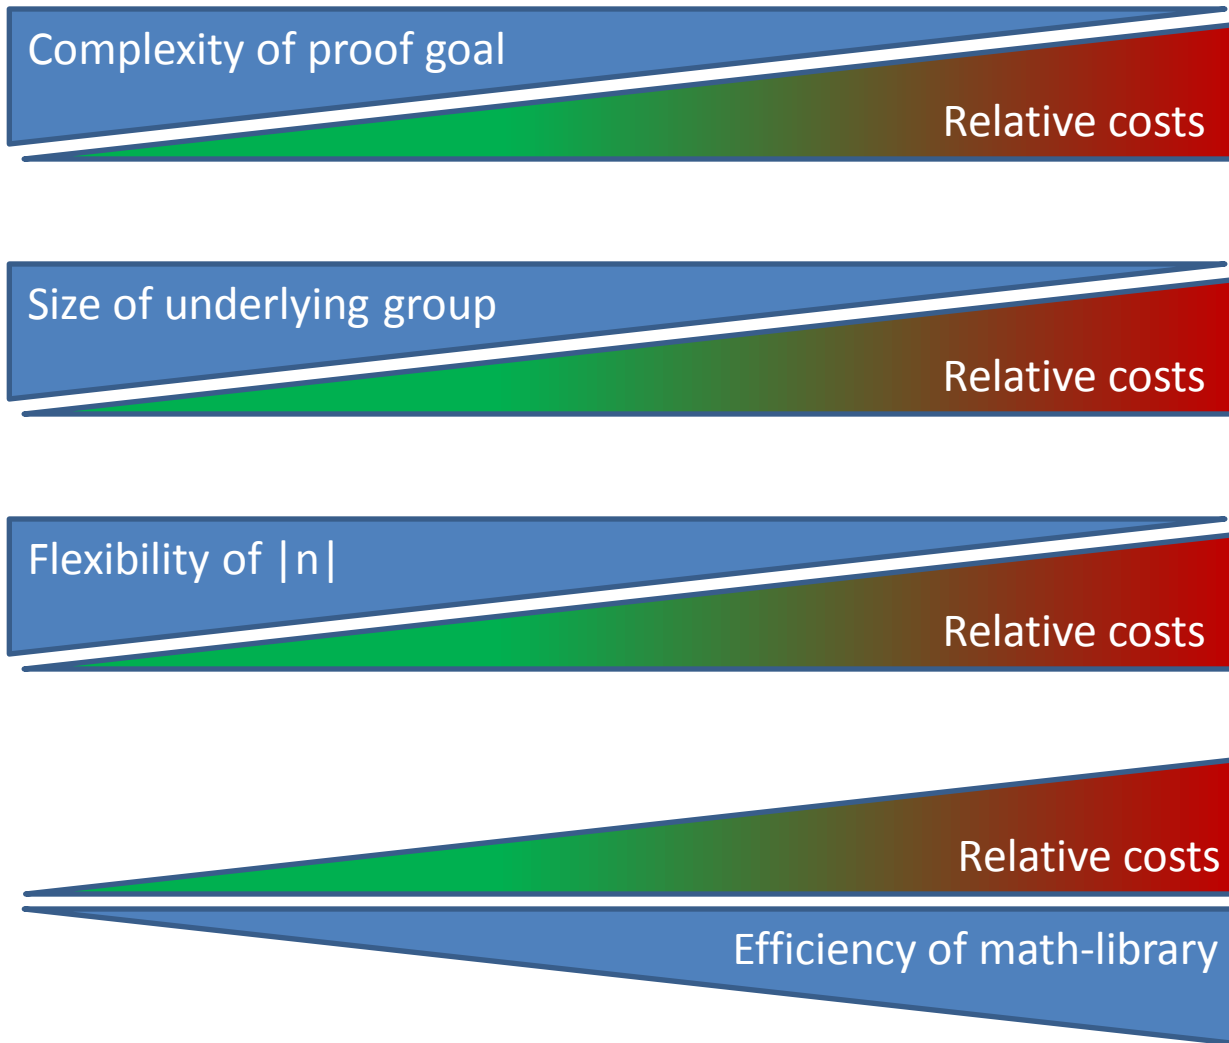 Complexity of proof goal
Relative costs
Size of underlying group
Relative costs
Flexibility of |n|
Relative costs
Relative costs
Efficiency of math-library